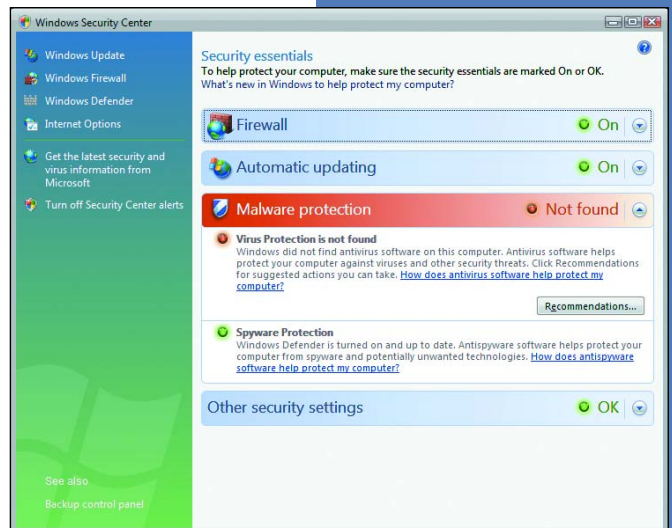 Windows Security Center
Windows Update
Windows Firewall
Windows Defender
Internet Options
Get the latest security and
virus information from
Microsoft
Turn off Security Center alerts
See also
Backup control panel
Security essentials
To help protect your computer, make sure the security essentials are marked On or OK.
What's new in Windows to help protect my computer?
Firewall On
Automatic updating On
Malware protection Not found
Virus Protection is not found
Windows did not find antivirus software on this computer. Antivirus software helps
protect your computer against viruses and other security threats. Click Recommendations
for suggested actions you can take. How does antivirus software help protect my
computer?
Recommendations...
Spyware Protection
Windows Defender is turned on and up to date. Antispyware software helps protect your
computer from spyware and potentially unwanted technologies. How does antispyware
software help protect my computer?
Other security settings OK